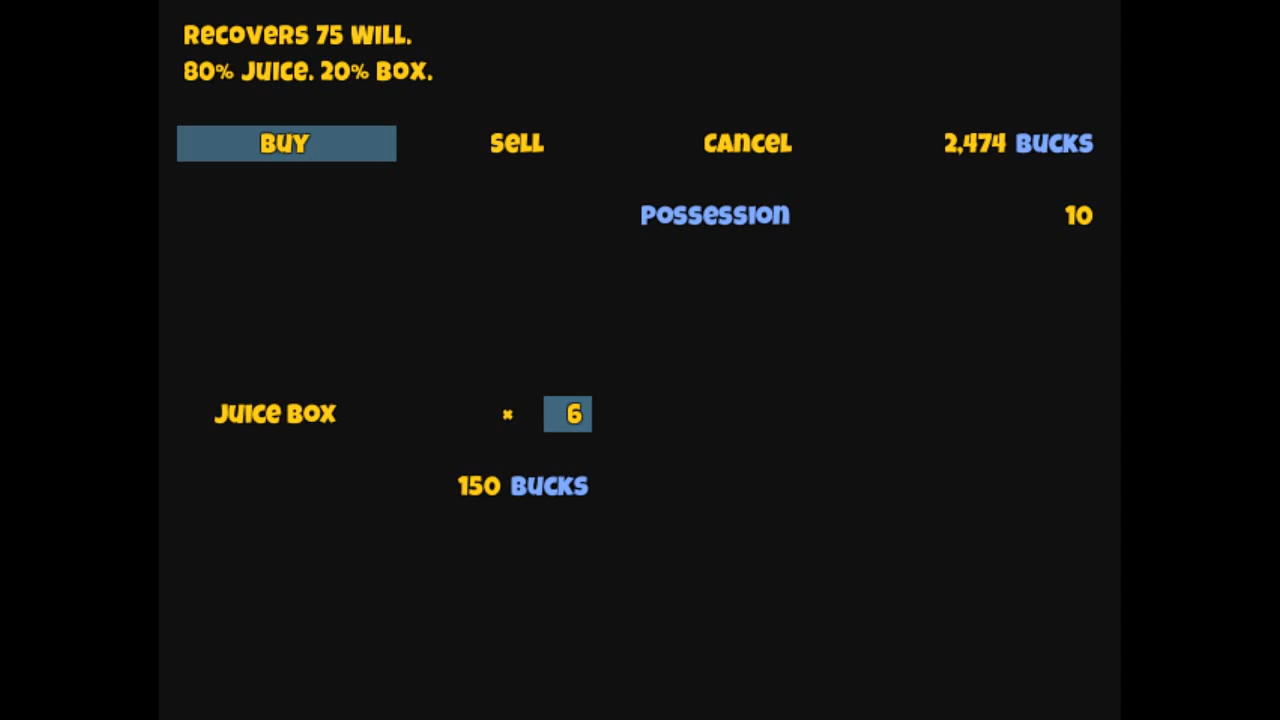 Recovers 75 Will.
80% Juice. 20% Box.
Buy Sell Cancel 2,474 Bucks
Possession 10
Juice Box × 6
150 Bucks